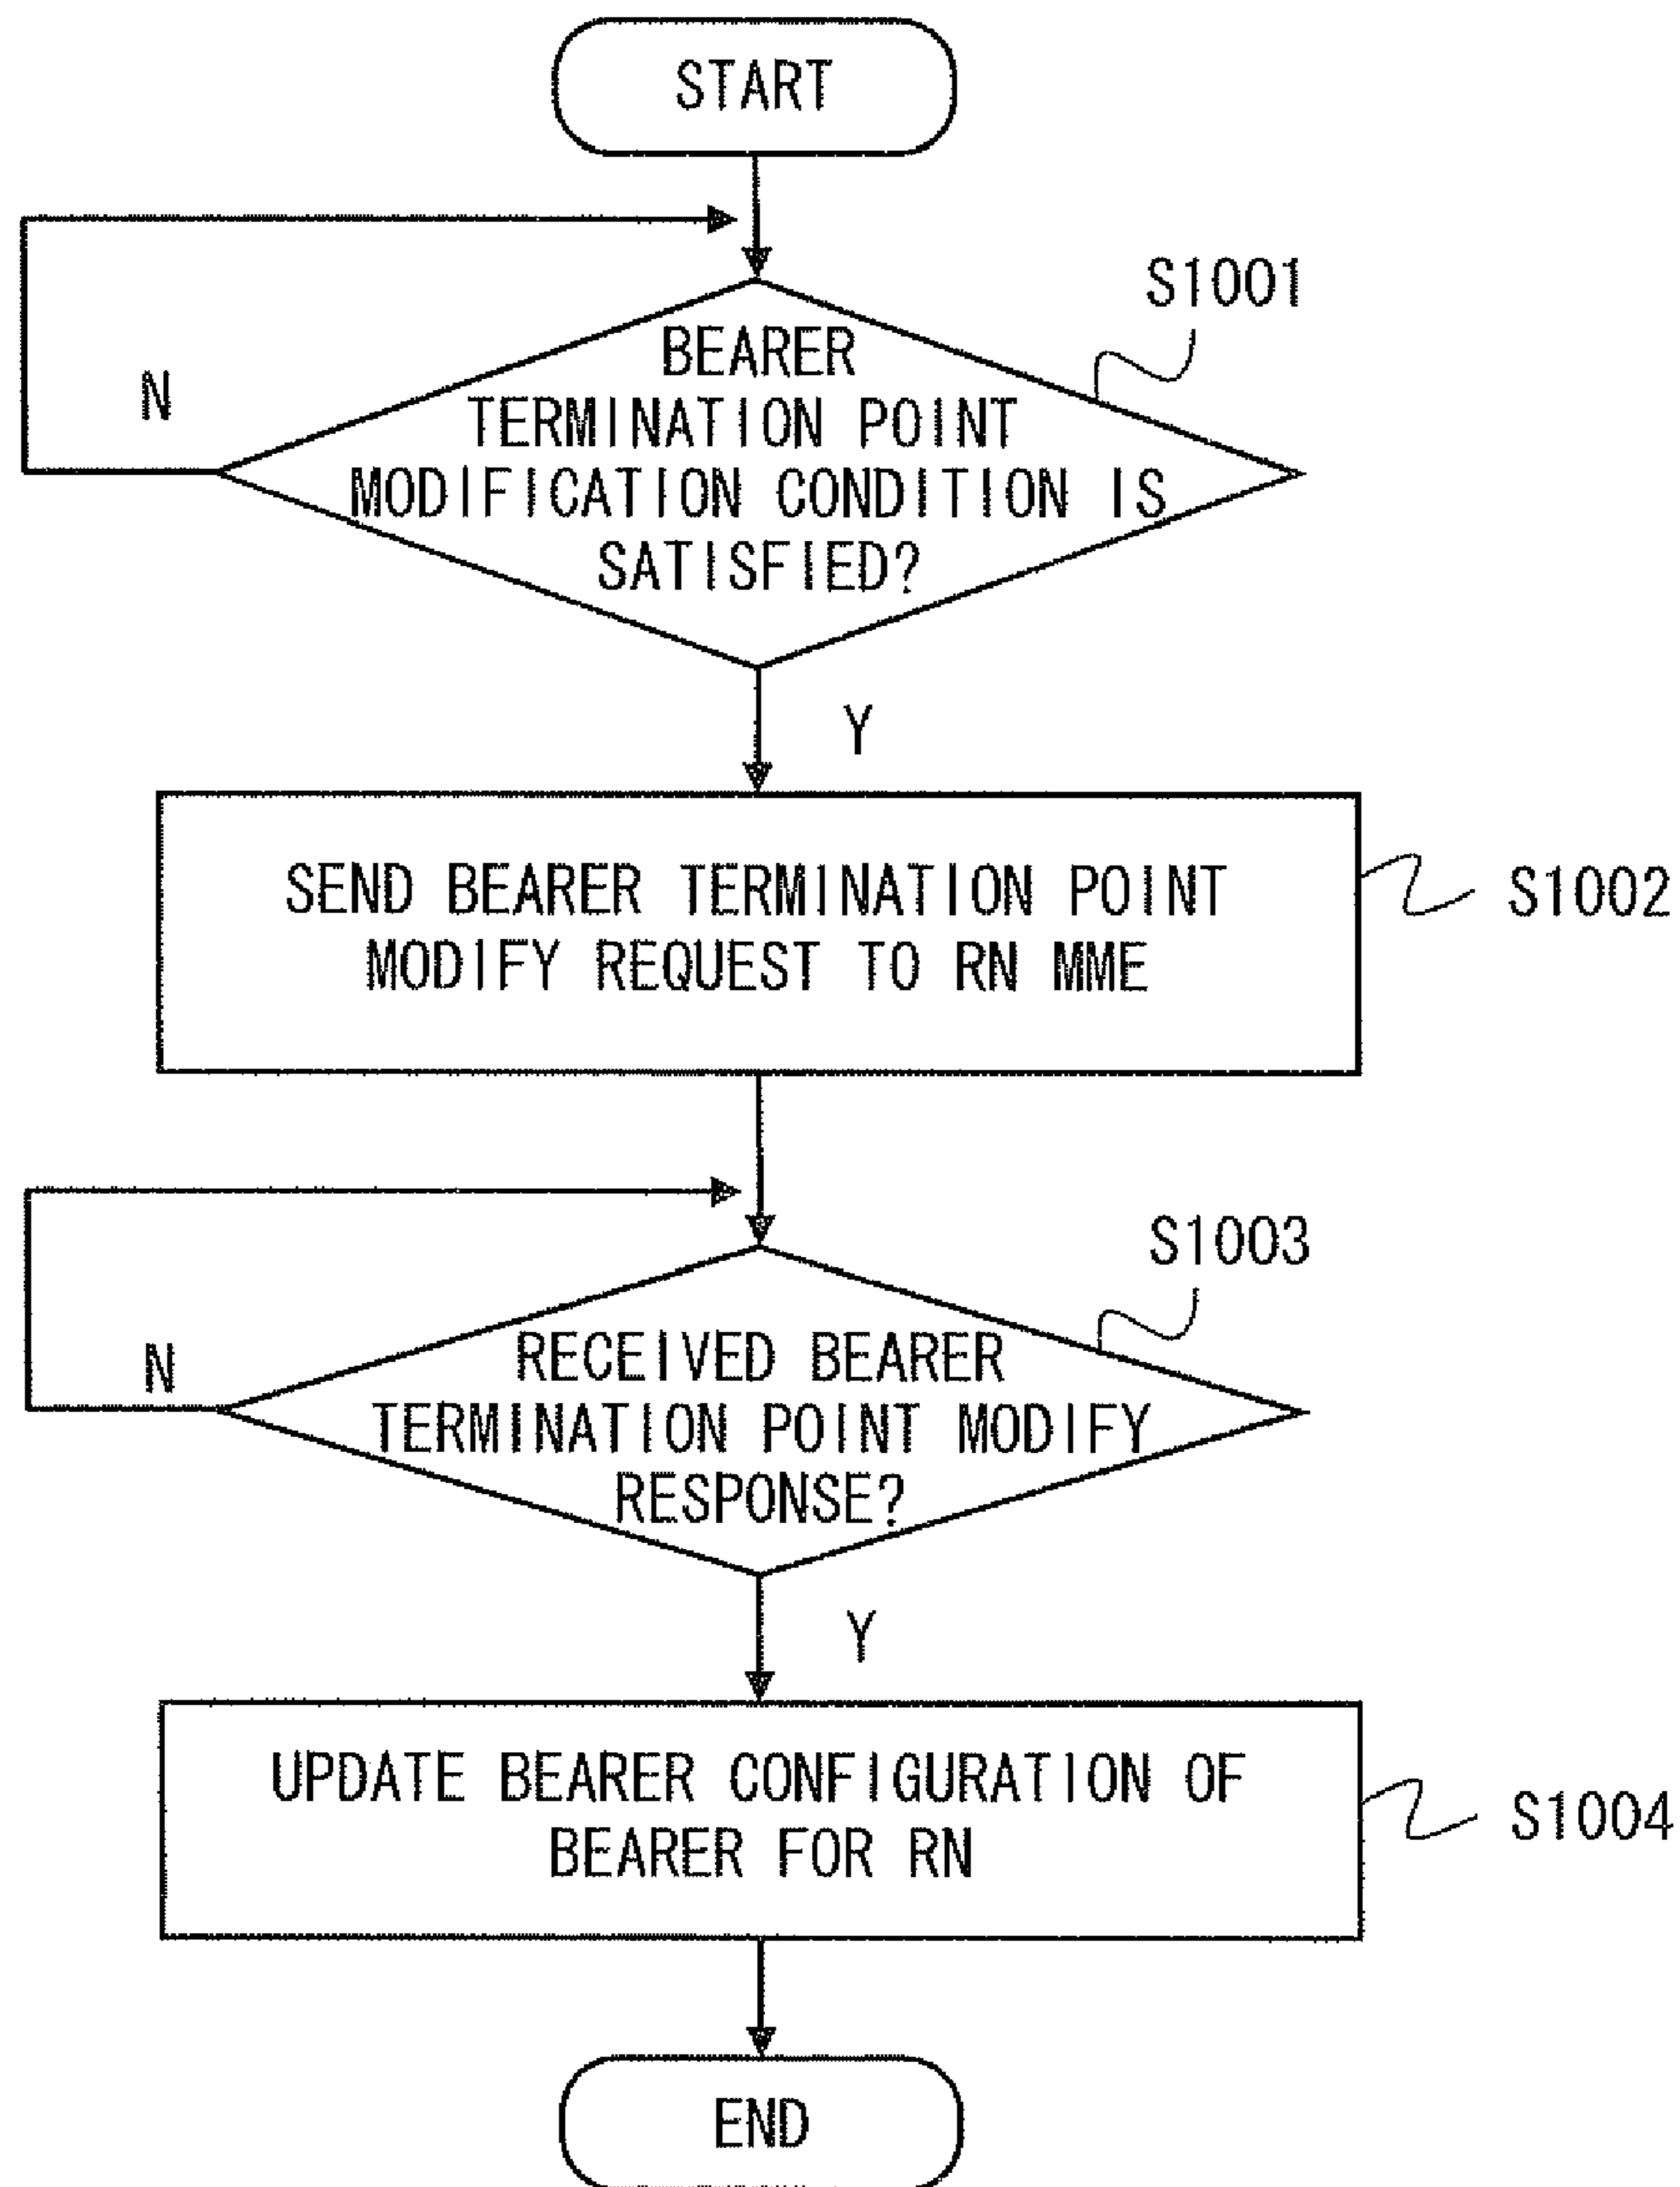 START
S1001
BEARER
TERMINATION POINT
MODIFICATION CONDITION IS
SATISFIED?
N
Y
SEND BEARER TERMINATION POINT
MODIFY REQUEST TO RN MME
S1002
S1003
RECEIVED BEARER
TERMINATION POINT MODIFY
RESPONSE?
N
Y
UPDATE BEARER CONFIGURATION OF
BEARER FOR RN
S1004
END